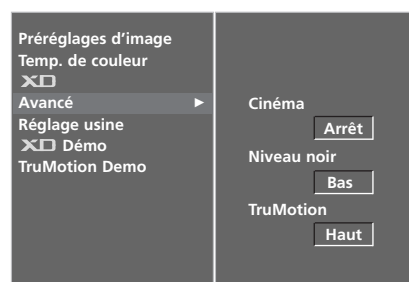 Préréglages d'image
Temp. de couleur
XD
Avancé ►
Réglage usine
XD Démo
TruMotion Demo
Cinéma
Arrêt
Niveau noir
Bas
TruMotion
Haut